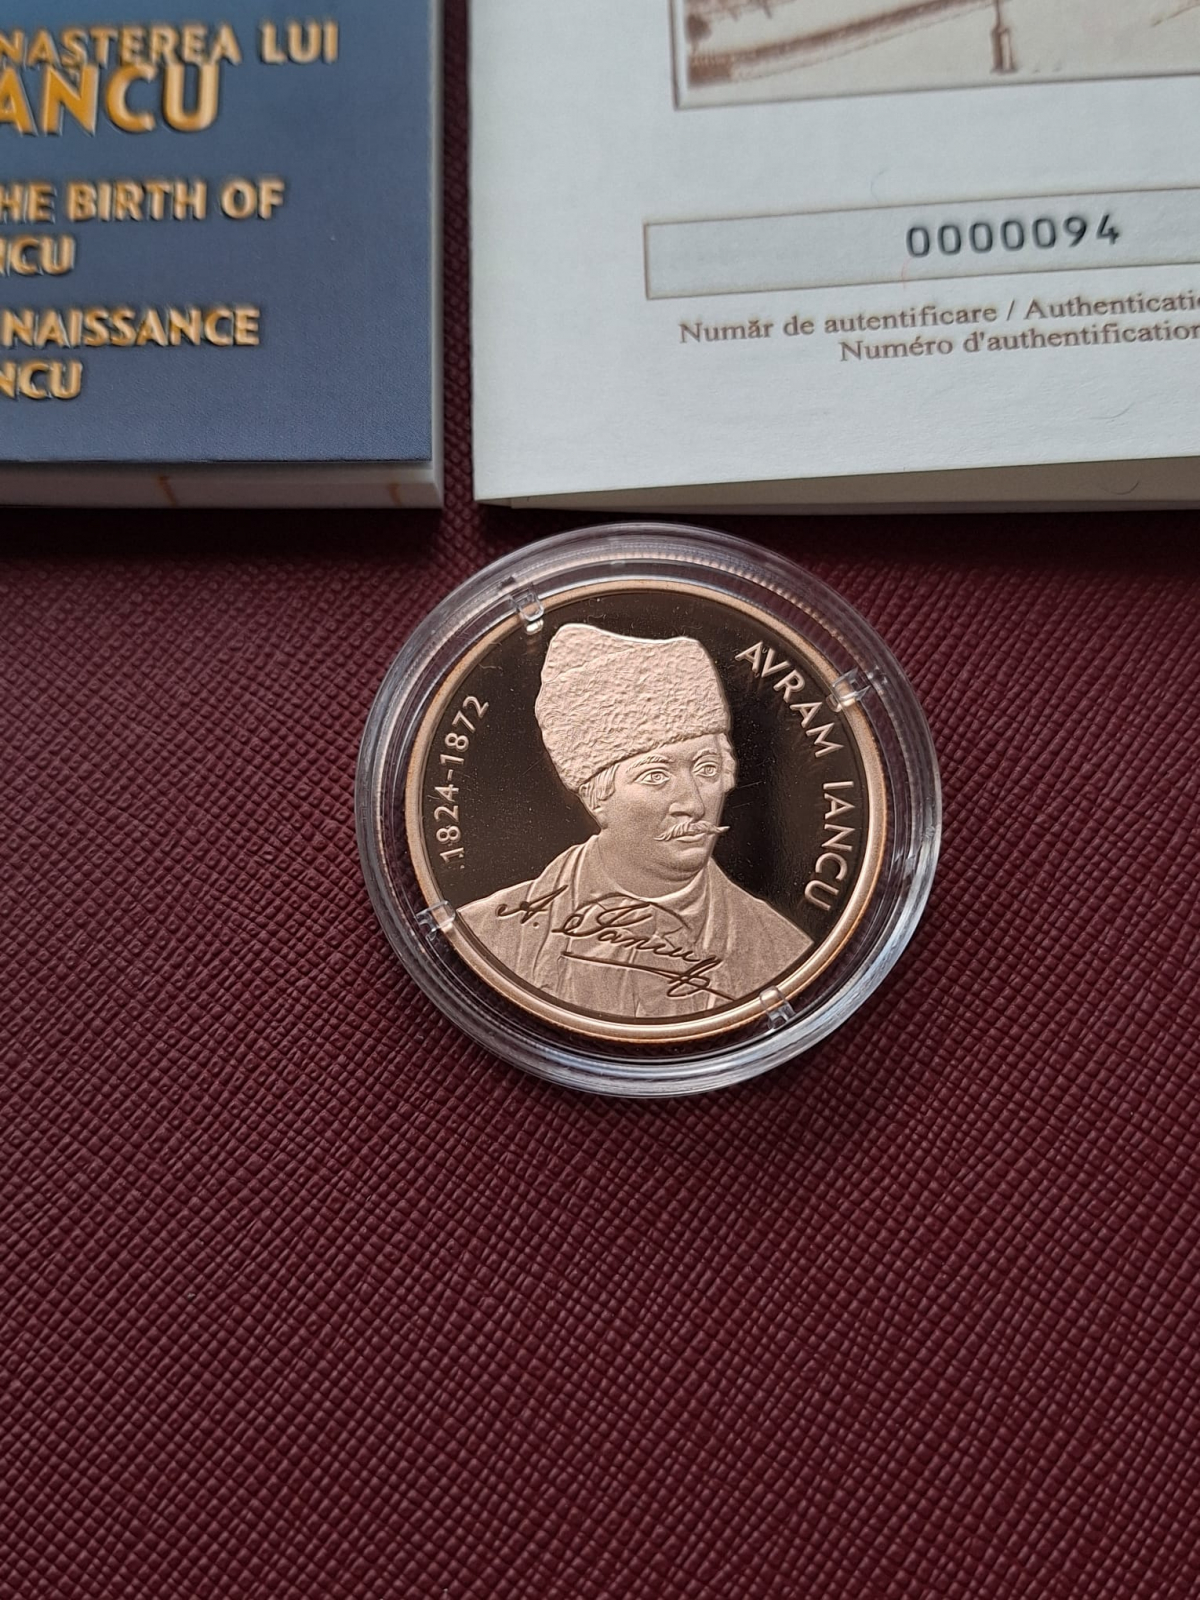 NAȘTEREA LUI
ANCU
HE BIRTH OF
NCU
NAISSANCE
NCU
0000094
Număr de autentificare / Authenticatio
Numéro d'authentification
1824-1872
AVRAM IANCU
A. Iancu